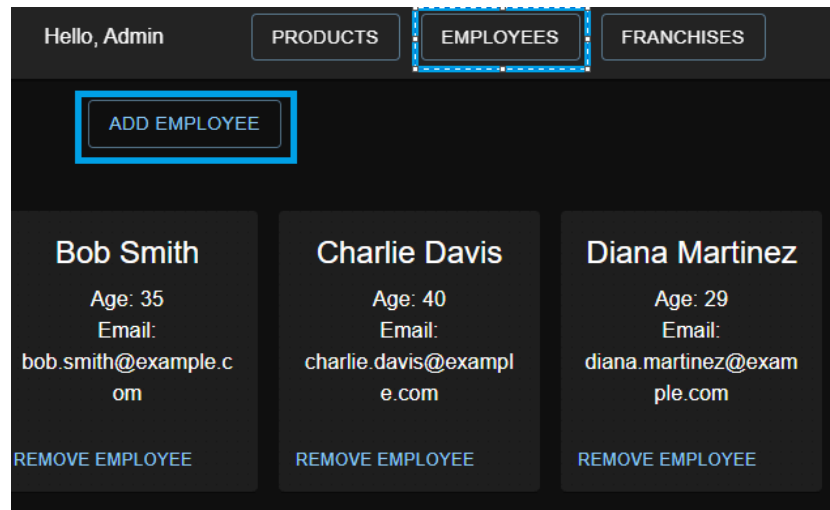 Hello, Admin PRODUCTS EMPLOYEES FRANCHISES
ADD EMPLOYEE
Bob Smith
Age: 35
Email:
bob.smith@example.c
om
REMOVE EMPLOYEE
Charlie Davis
Age: 40
Email:
charlie.davis@exampl
e.com
REMOVE EMPLOYEE
Diana Martinez
Age: 29
Email:
diana.martinez@exam
ple.com
REMOVE EMPLOYEE